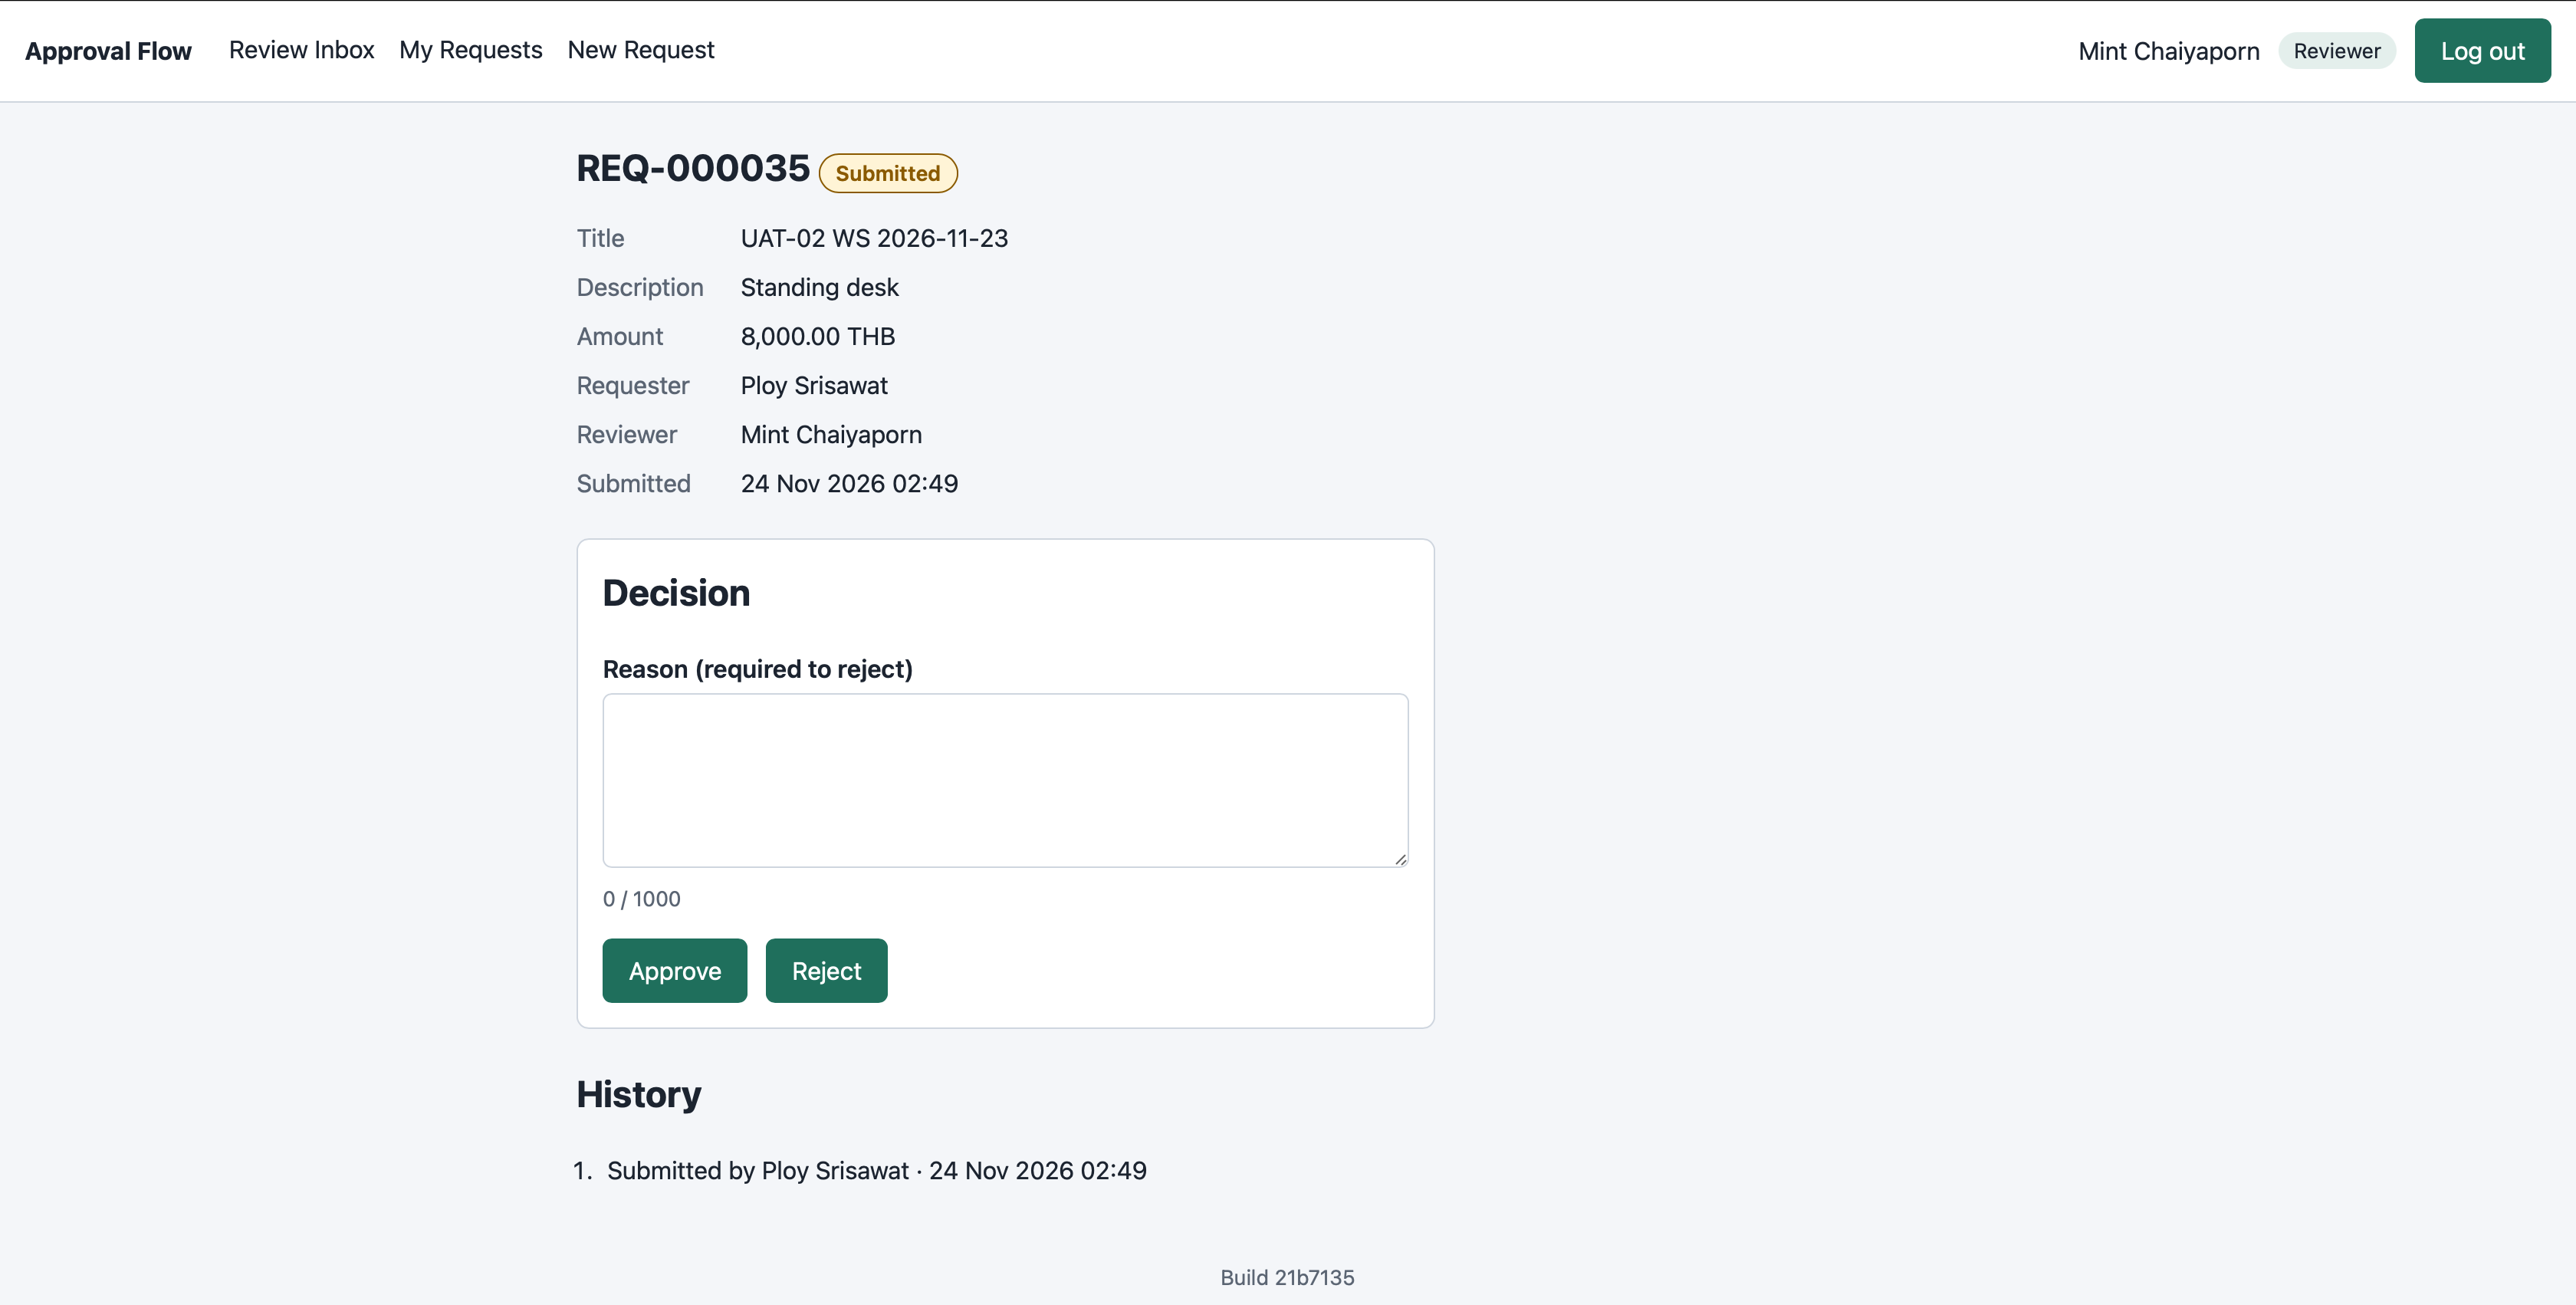 Approval Flow Review Inbox My Requests New Request Mint Chaiyaporn Reviewer Log out
REQ-000035 Submitted
Title UAT-02 WS 2026-11-23
Description Standing desk
Amount 8,000.00 THB
Requester Ploy Srisawat
Reviewer Mint Chaiyaporn
Submitted 24 Nov 2026 02:49
Decision
Reason (required to reject)
0 / 1000
Approve Reject
History
1. Submitted by Ploy Srisawat · 24 Nov 2026 02:49
Build 21b7135